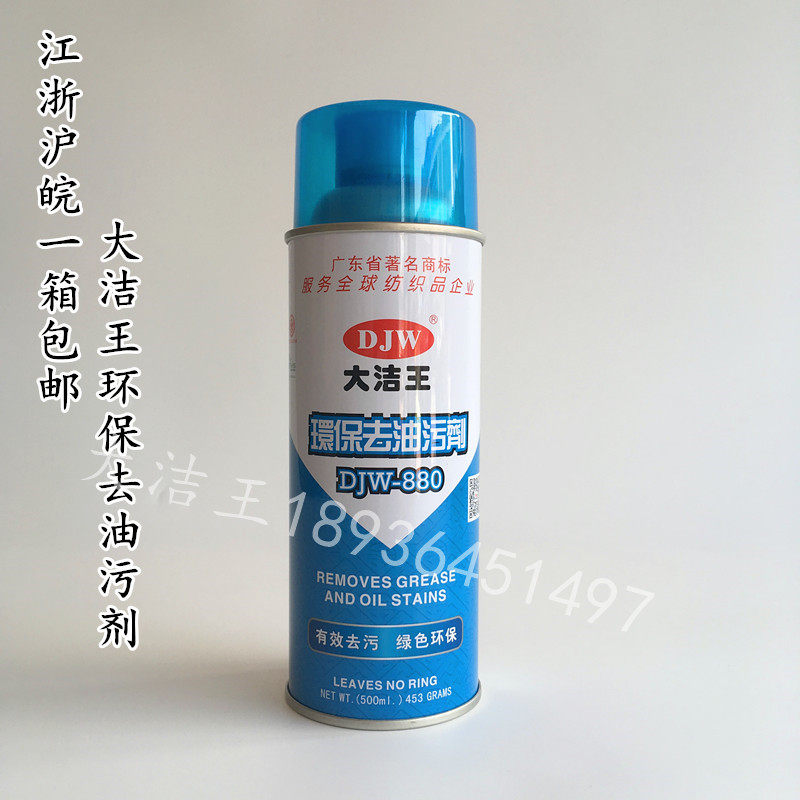 江浙沪皖一箱包邮
大洁王环保去油污剂
广东省著名商标
服务全球纺织品企业
DJW®
大洁王
環保去油污劑
DJW-880
大洁王18936451497
REMOVES GREASE
AND OIL STAINS
有效去污 绿色环保
LEAVES NO RING
NET WT.(500ml.) 453 GRAMS